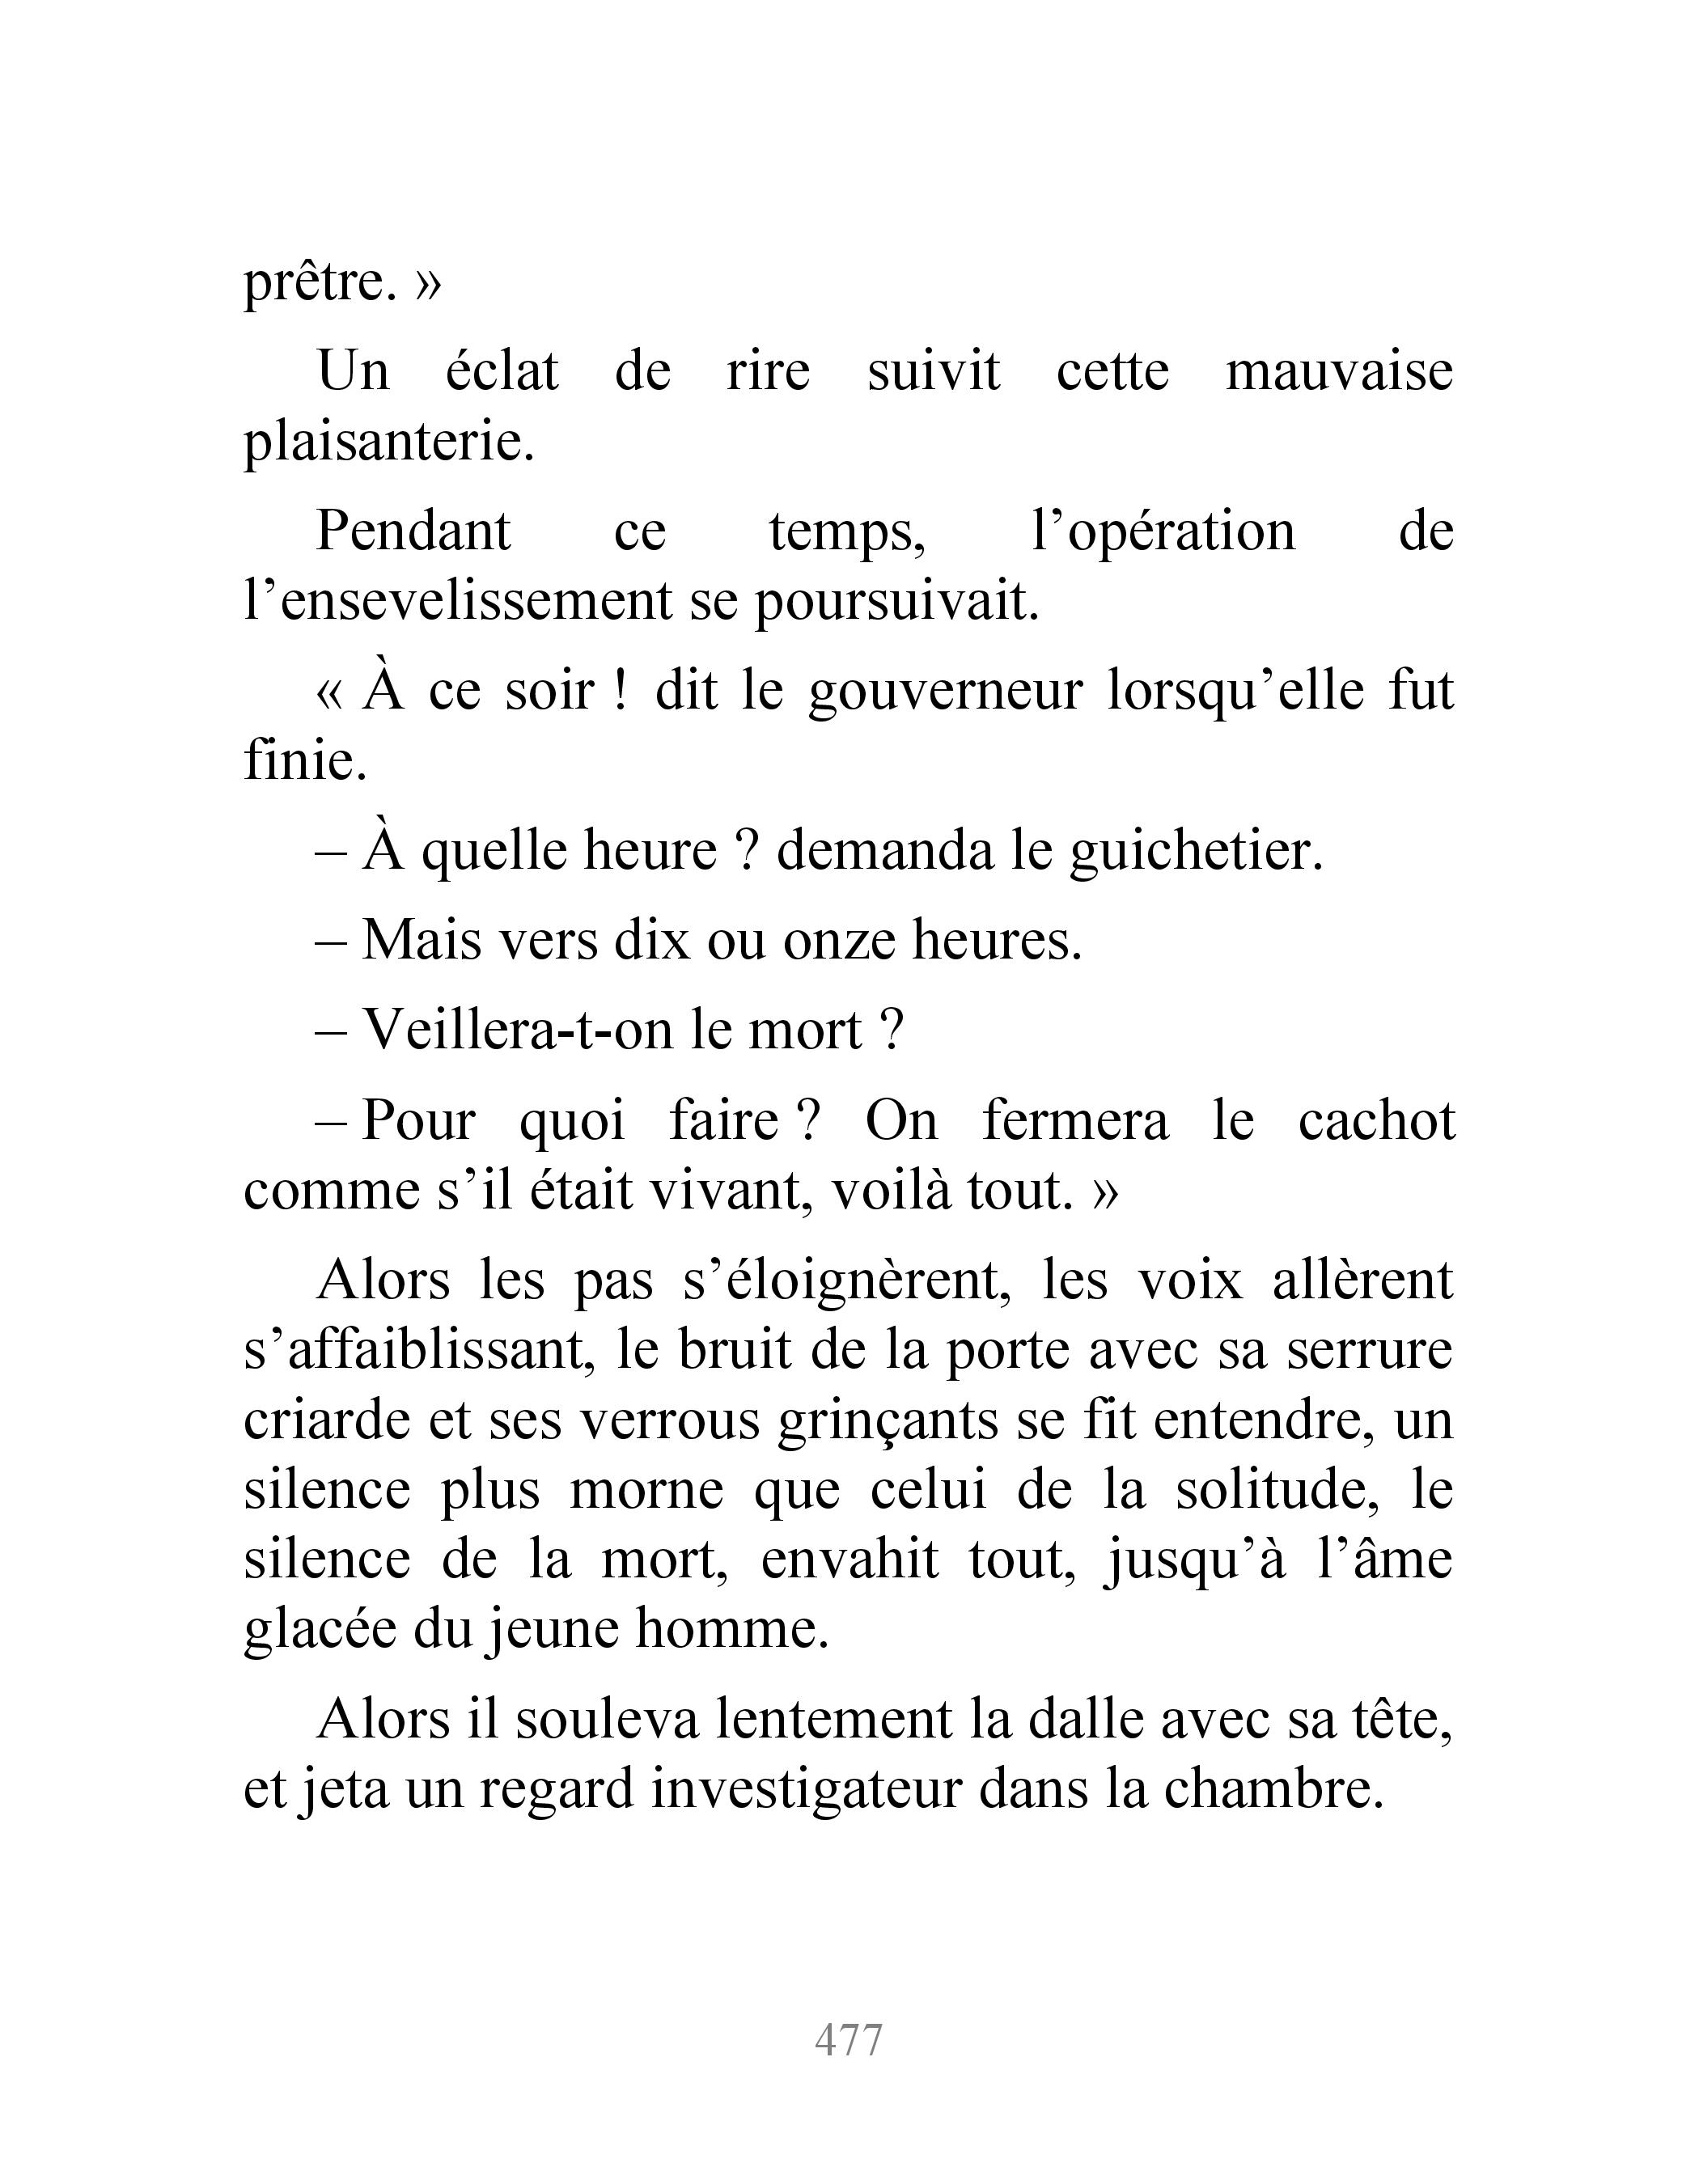 prêtre. »
Un éclat de rire suivit cette mauvaise
plaisanterie.
Pendant ce temps, l’opération de
l’ensevelissement se poursuivait.
« À ce soir ! dit le gouverneur lorsqu’elle fut
finie.
– À quelle heure ? demanda le guichetier.
– Mais vers dix ou onze heures.
– Veillera-t-on le mort ?
– Pour quoi faire ? On fermera le cachot
comme s’il était vivant, voilà tout. »
Alors les pas s’éloignèrent, les voix allèrent
s’affaiblissant, le bruit de la porte avec sa serrure
criarde et ses verrous grinçants se fit entendre, un
silence plus morne que celui de la solitude, le
silence de la mort, envahit tout, jusqu’à l’âme
glacée du jeune homme.
Alors il souleva lentement la dalle avec sa tête,
et jeta un regard investigateur dans la chambre.
477